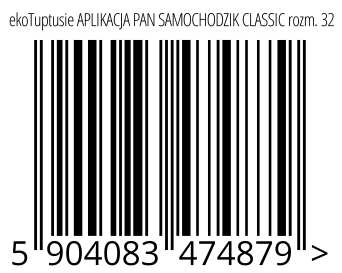 ekoTuptusie APLIKACJA PAN SAMOCHODZIK CLASSIC rozm. 32
5 904083 474879 >